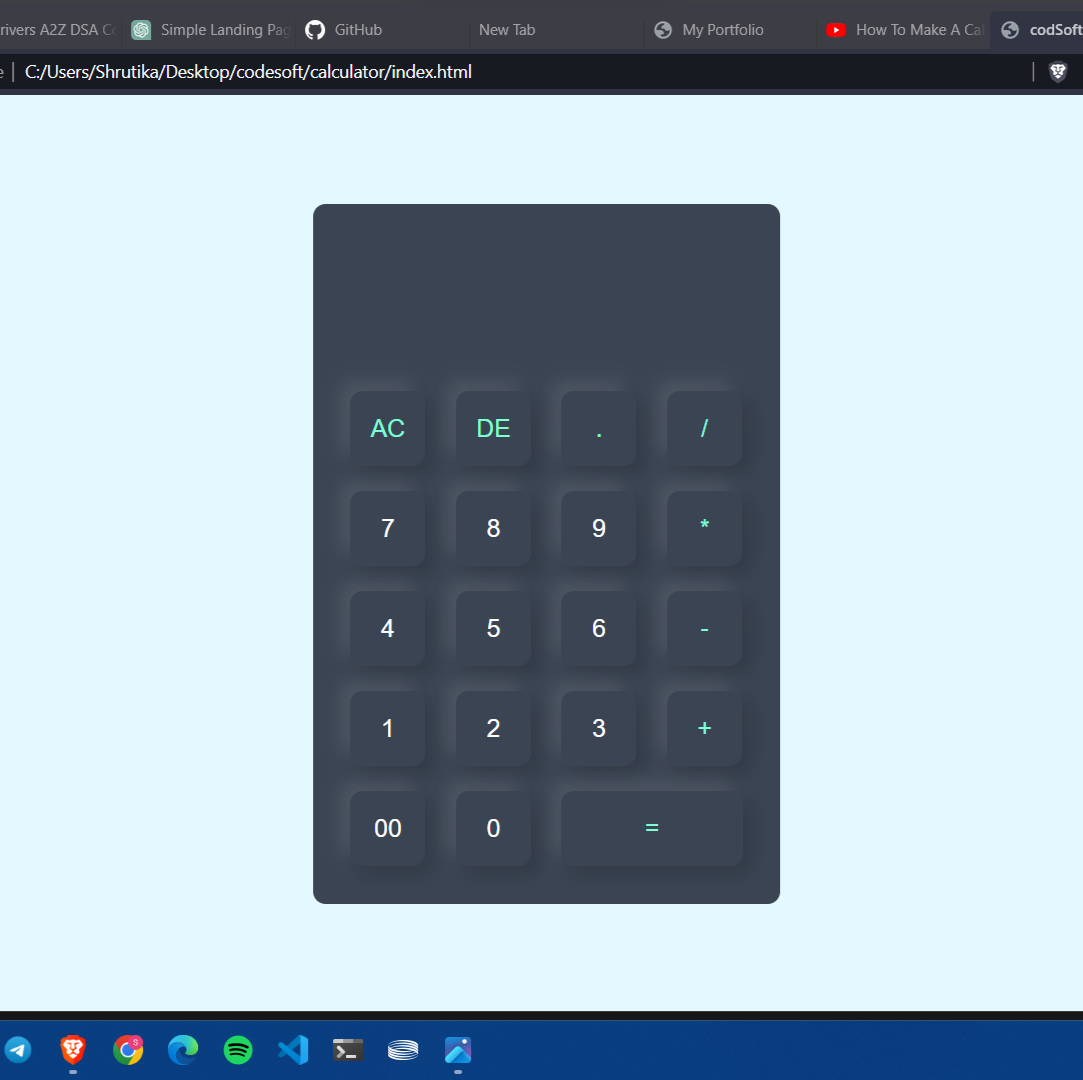 rivers A2Z DSA Co Simple Landing Pag GitHub New Tab My Portfolio How To Make A Cal codSoft
e | C:/Users/Shrutika/Desktop/codesoft/calculator/index.html
AC DE . /
7 8 9 *
4 5 6 -
1 2 3 +
00 0 =